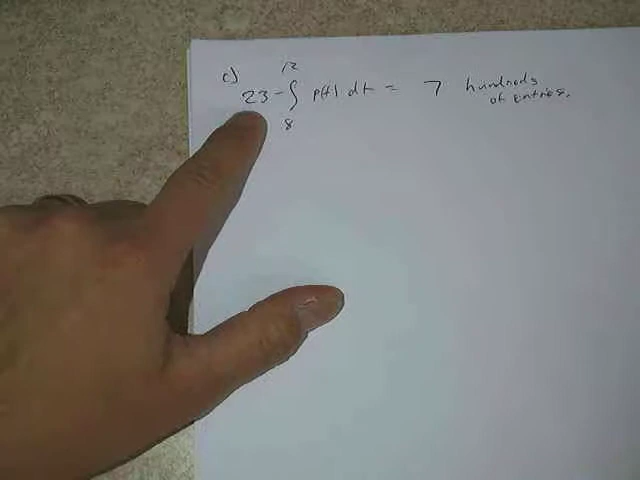 c) 23 - ∫₈¹² P(t) dt = 7 hundreds
of entries.